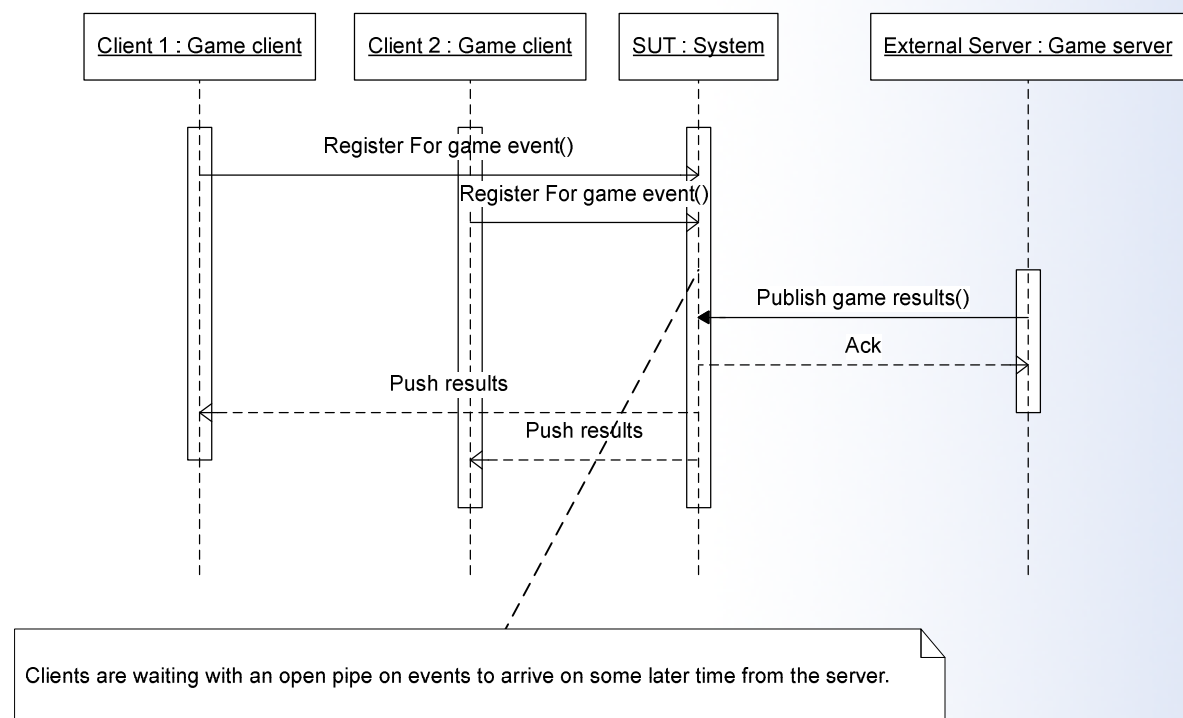 Client 1 : Game client
Client 2 : Game client
SUT : System
External Server : Game server
Register For game event()
Register For game event()
Publish game results()
Ack
Push results
Push results
Clients are waiting with an open pipe on events to arrive on some later time from the server.